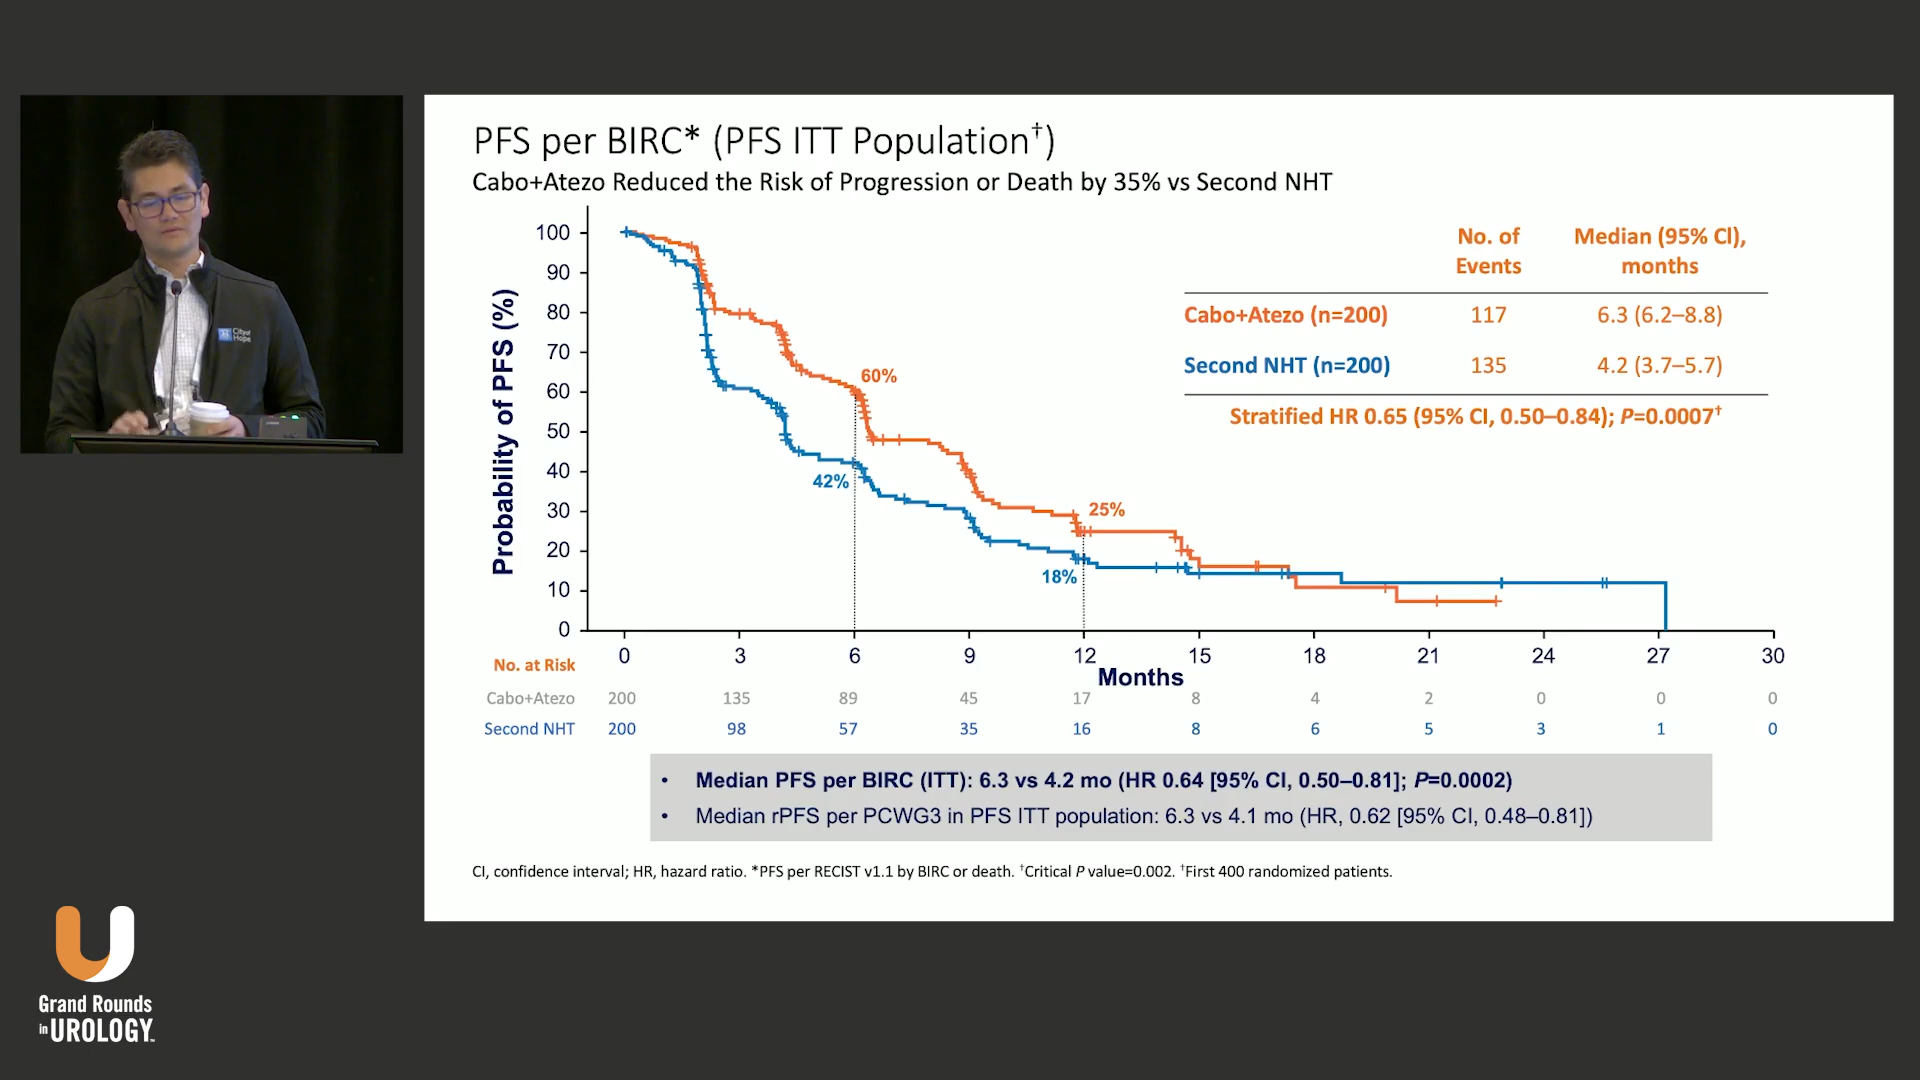 PFS per BIRC* (PFS ITT Population†)
Cabo+Atezo Reduced the Risk of Progression or Death by 35% vs Second NHT
Probability of PFS (%)
100
90
80
70
60
50
40
30
20
10
0
60%
42%
25%
18%
No. of Events
Median (95% CI), months
Cabo+Atezo (n=200) 117 6.3 (6.2–8.8)
Second NHT (n=200) 135 4.2 (3.7–5.7)
Stratified HR 0.65 (95% CI, 0.50–0.84); P=0.0007†
0 3 6 9 12 15 18 21 24 27 30
Months
No. at Risk
Cabo+Atezo 200 135 89 45 17 8 4 2 0 0 0
Second NHT 200 98 57 35 16 8 6 5 3 1 0
• Median PFS per BIRC (ITT): 6.3 vs 4.2 mo (HR 0.64 [95% CI, 0.50–0.81]; P=0.0002)
• Median rPFS per PCWG3 in PFS ITT population: 6.3 vs 4.1 mo (HR, 0.62 [95% CI, 0.48–0.81])
CI, confidence interval; HR, hazard ratio. *PFS per RECIST v1.1 by BIRC or death. †Critical P value=0.002. †First 400 randomized patients.
City of
Hope
Grand Rounds
in UROLOGY™